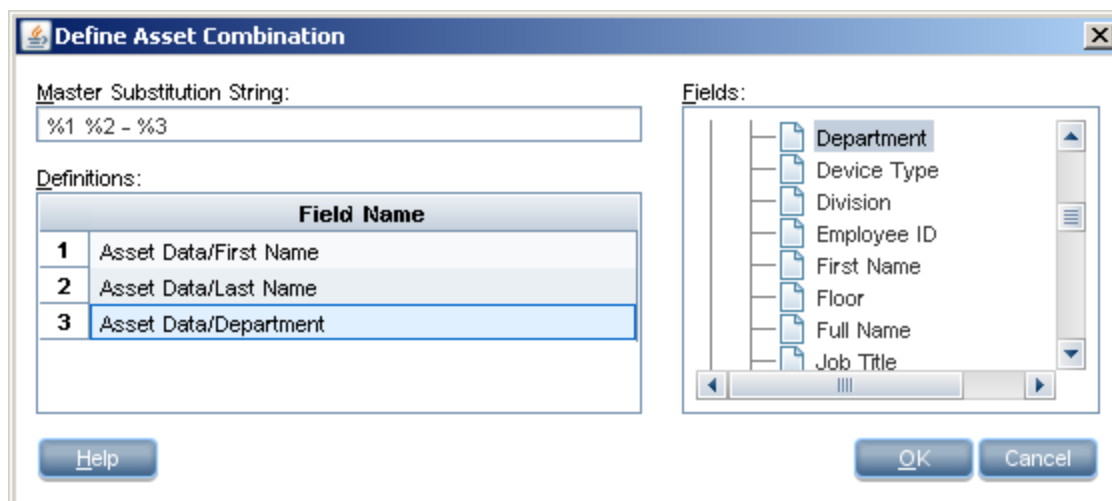 Define Asset Combination
Master Substitution String:
%1 %2 - %3
Definitions:
Field Name
1 Asset Data/First Name
2 Asset Data/Last Name
3 Asset Data/Department
Fields:
Department
Device Type
Division
Employee ID
First Name
Floor
Full Name
Job Title
Help
OK
Cancel